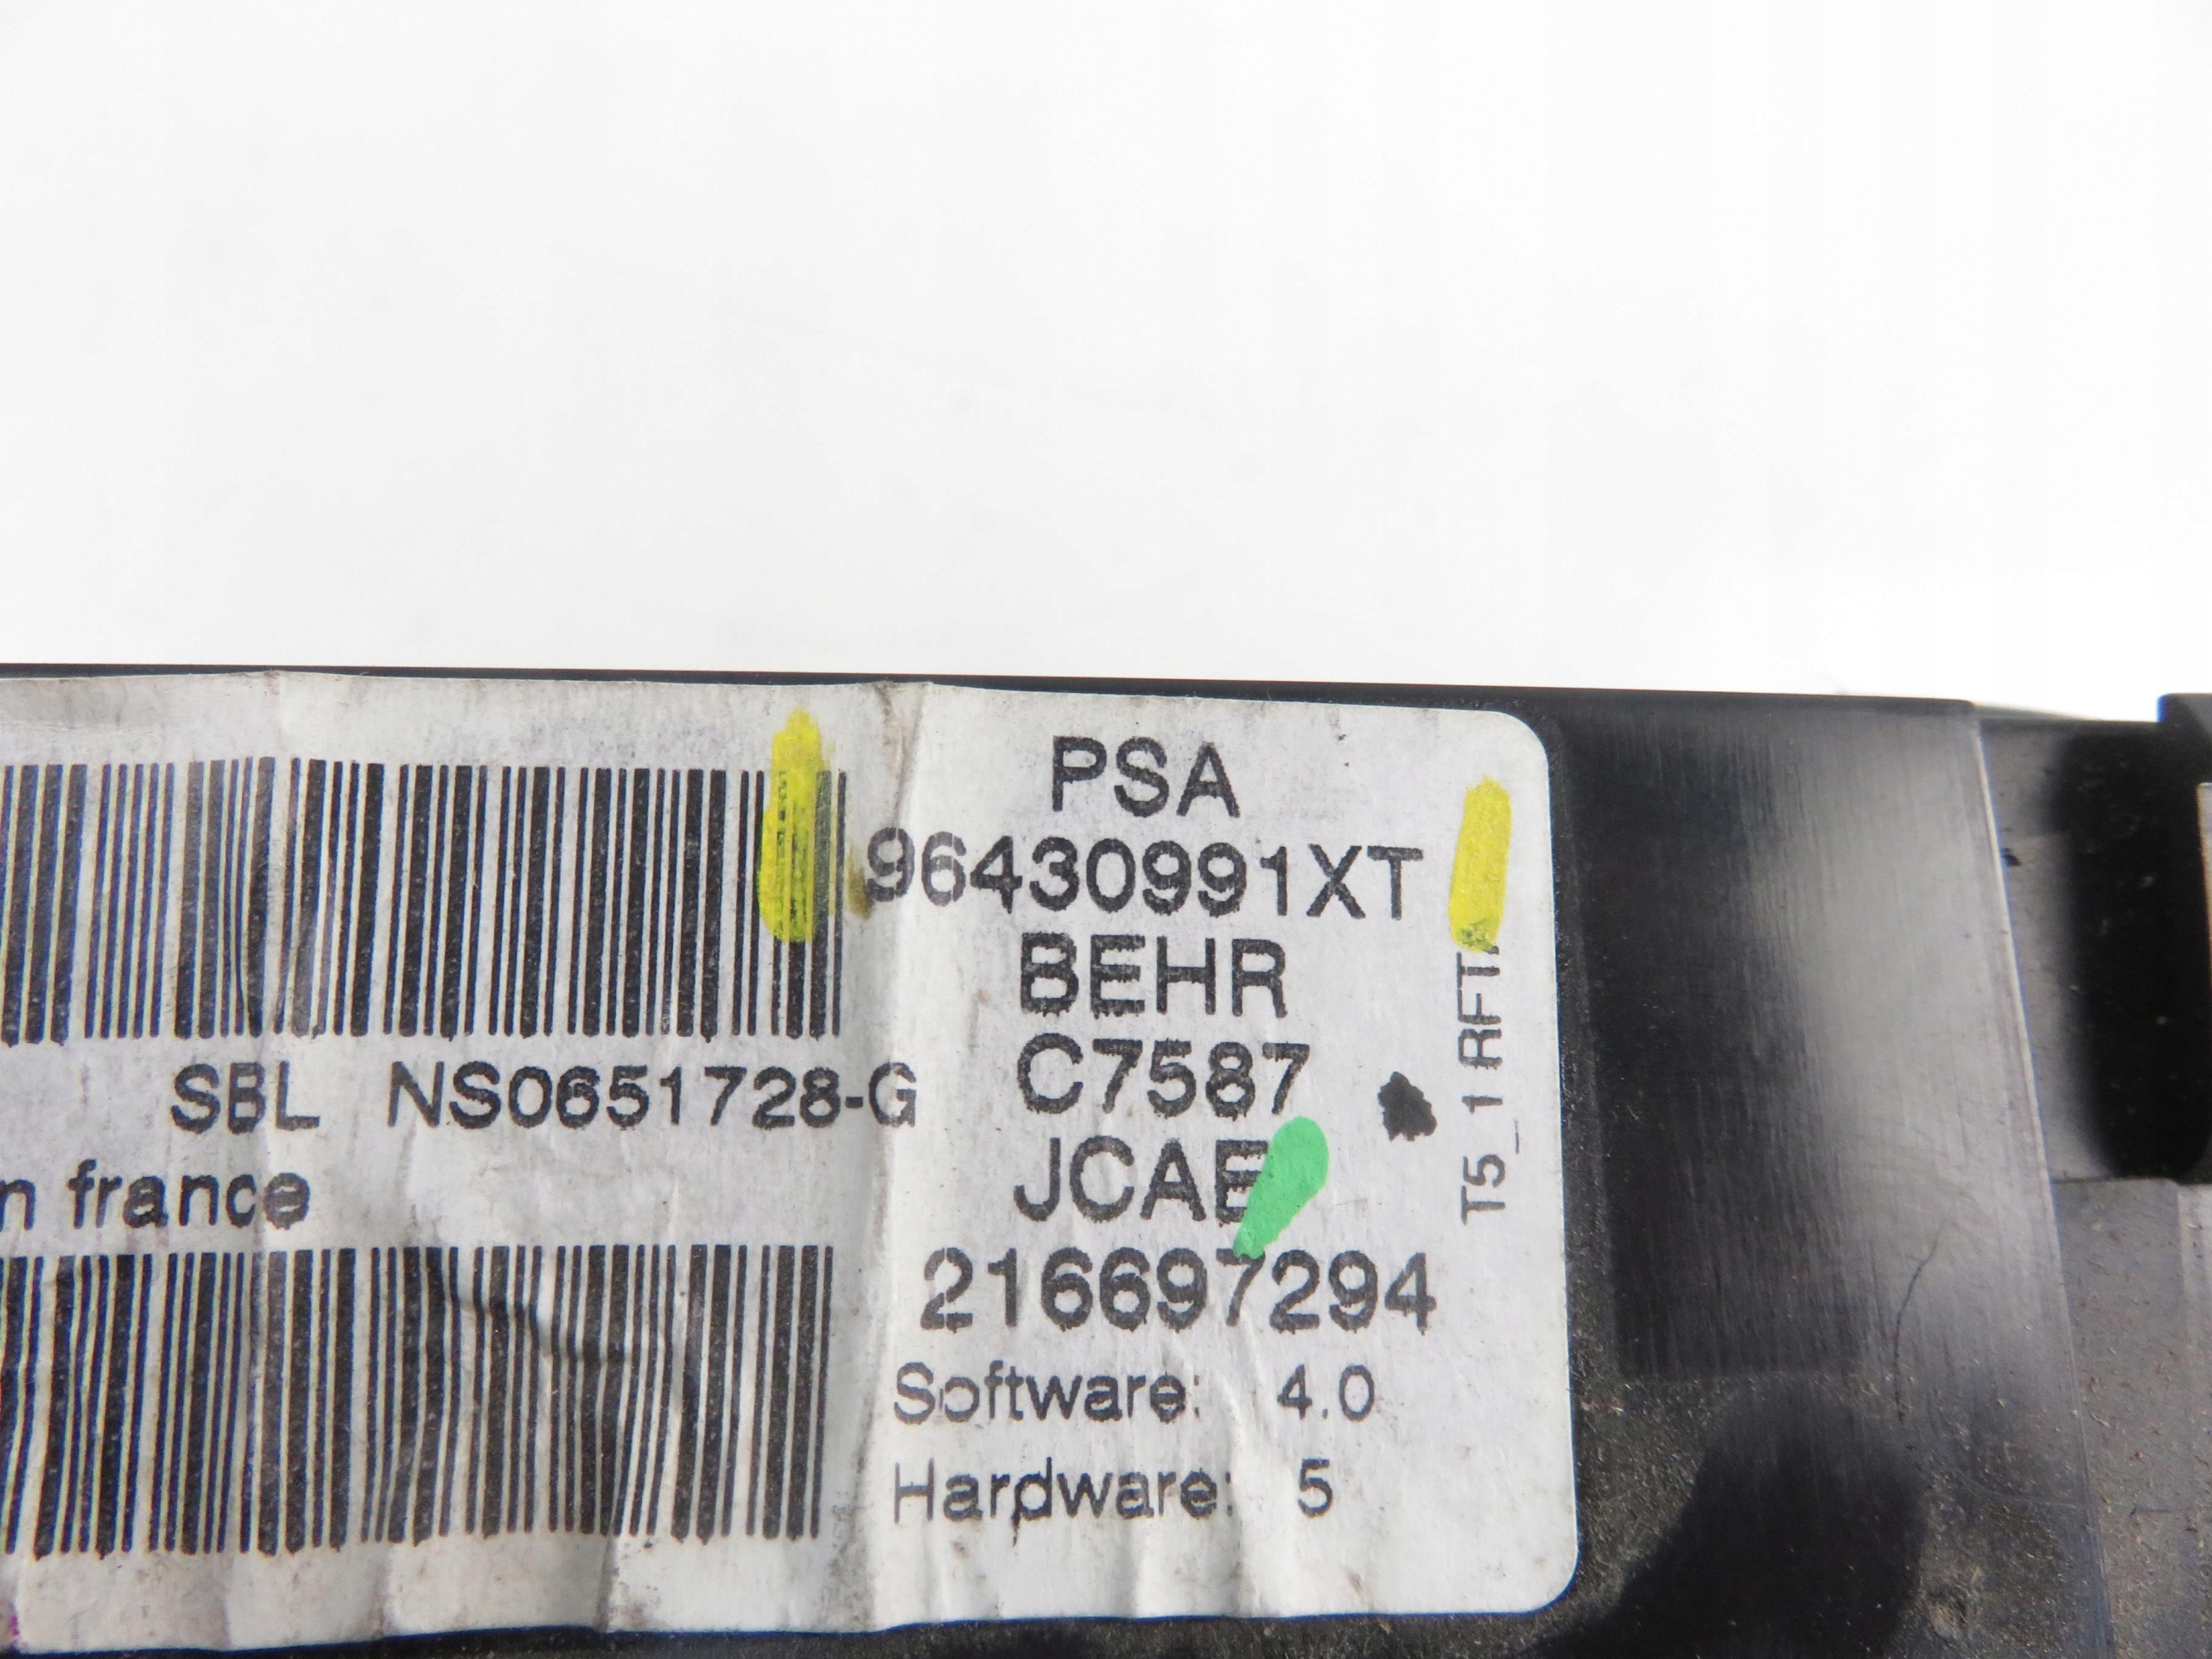 PSA
96430991XT
BEHR
C7587
JCAE
216697294
Software: 4.0
Hardware: 5
SBL NS0651728-G
n france
T5_1 RFT